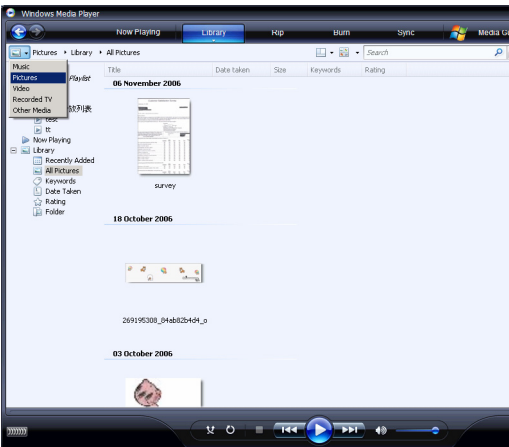 Windows Media Player
Now Playing Library Rip Burn Sync Media G
Pictures Library All Pictures Search
Music
Pictures
Video
Recorded TV
Other Media
Playlist
放列表
test
tt
Now Playing
Library
Recently Added
All Pictures
Keywords
Date Taken
Rating
Folder
Title Date taken Size Keywords Rating
06 November 2006
survey
18 October 2006
269195308_84ab82b4d4_o
03 October 2006